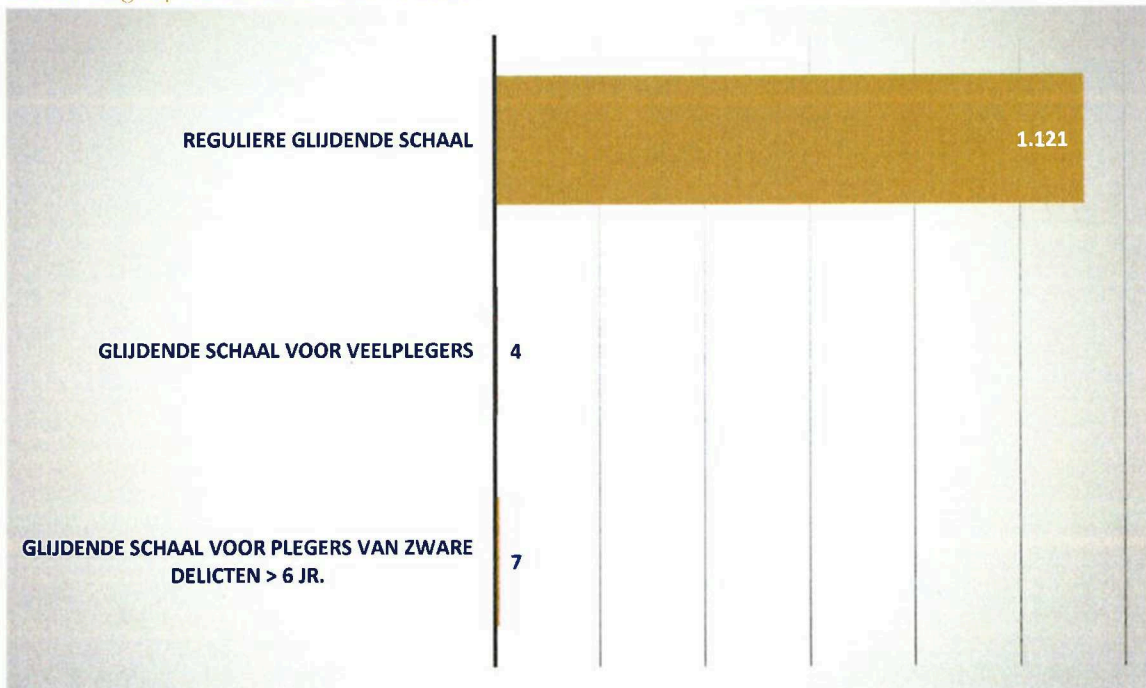 REGULIERE GLIJDENDE SCHAAL
1.121
GLIJDENDE SCHAAL VOOR VEELPLEGERS
4
GLIJDENDE SCHAAL VOOR PLEGERS VAN ZWARE
DELICTEN > 6 JR.
7